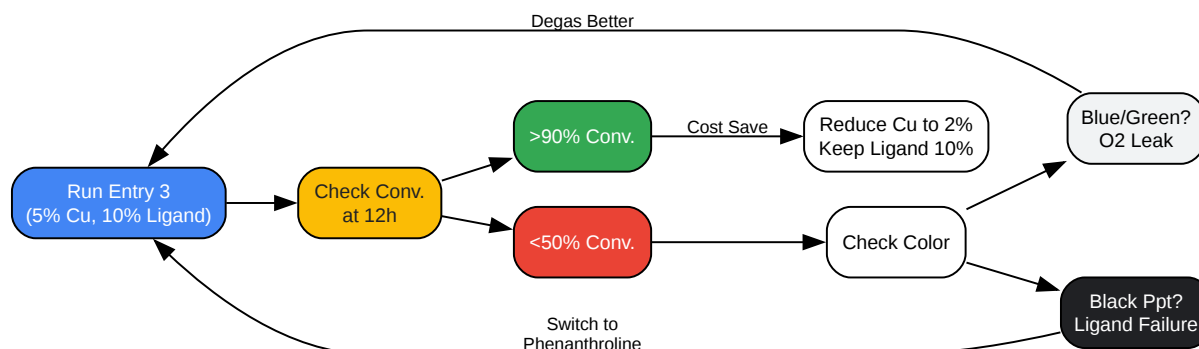 Degas Better
Run Entry 3
(5% Cu, 10% Ligand)
Check Conv.
at 12h
>90% Conv.
Cost Save
Reduce Cu to 2%
Keep Ligand 10%
<50% Conv.
Check Color
Blue/Green?
O2 Leak
Black Ppt?
Ligand Failure
Switch to
Phenanthroline